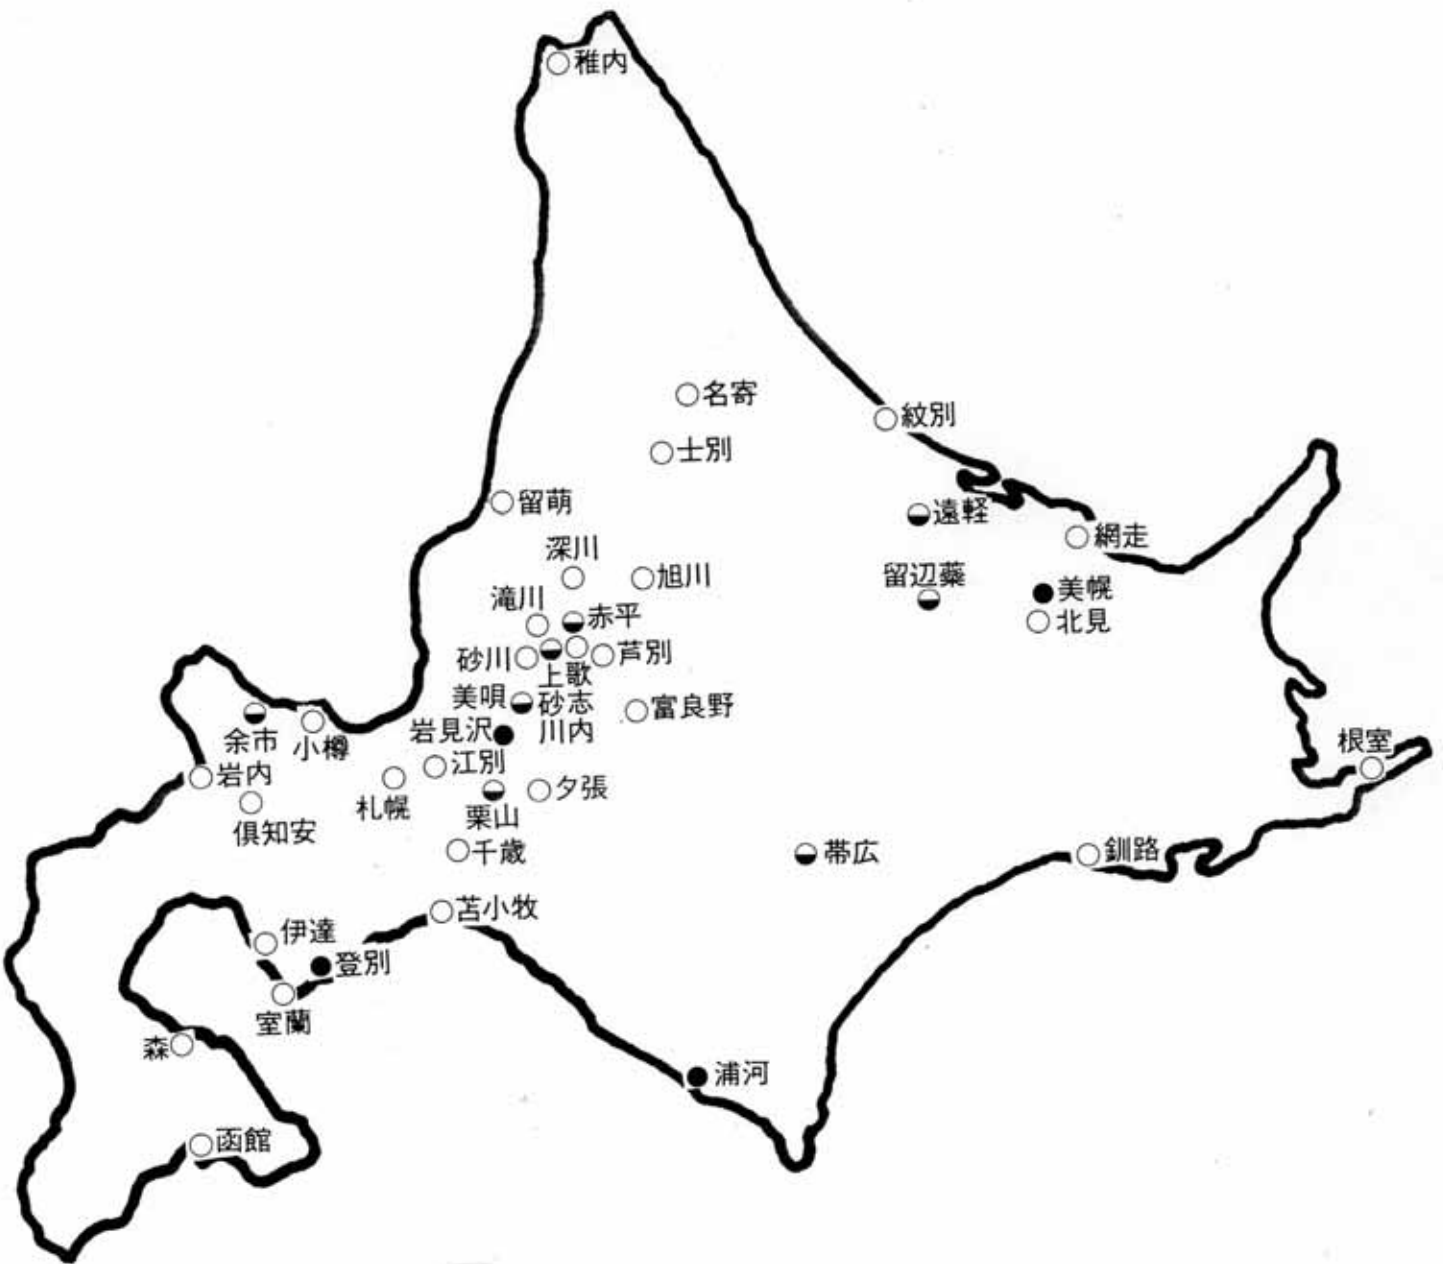 稚内
名寄
紋別
士別
留萌
遠軽
網走
深川
旭川
留辺蘂
美幌
滝川
赤平
北見
砂川
芦別
上歌
美唄
砂志
富良野
岩見沢
川内
余市
小樽
江別
根室
岩内
札幌
夕張
栗山
倶知安
千歳
帯広
釧路
苫小牧
伊達
登別
室蘭
森
浦河
函館